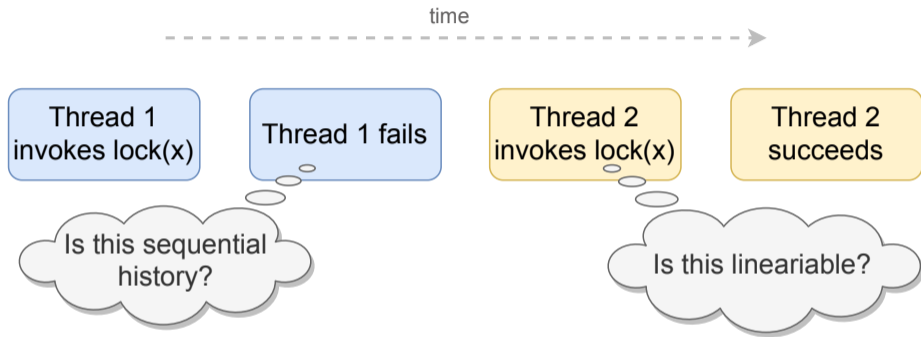 time
Thread 1
invokes lock(x)
Thread 1 fails
Thread 2
invokes lock(x)
Thread 2
succeeds
Is this sequential
history?
Is this lineariable?